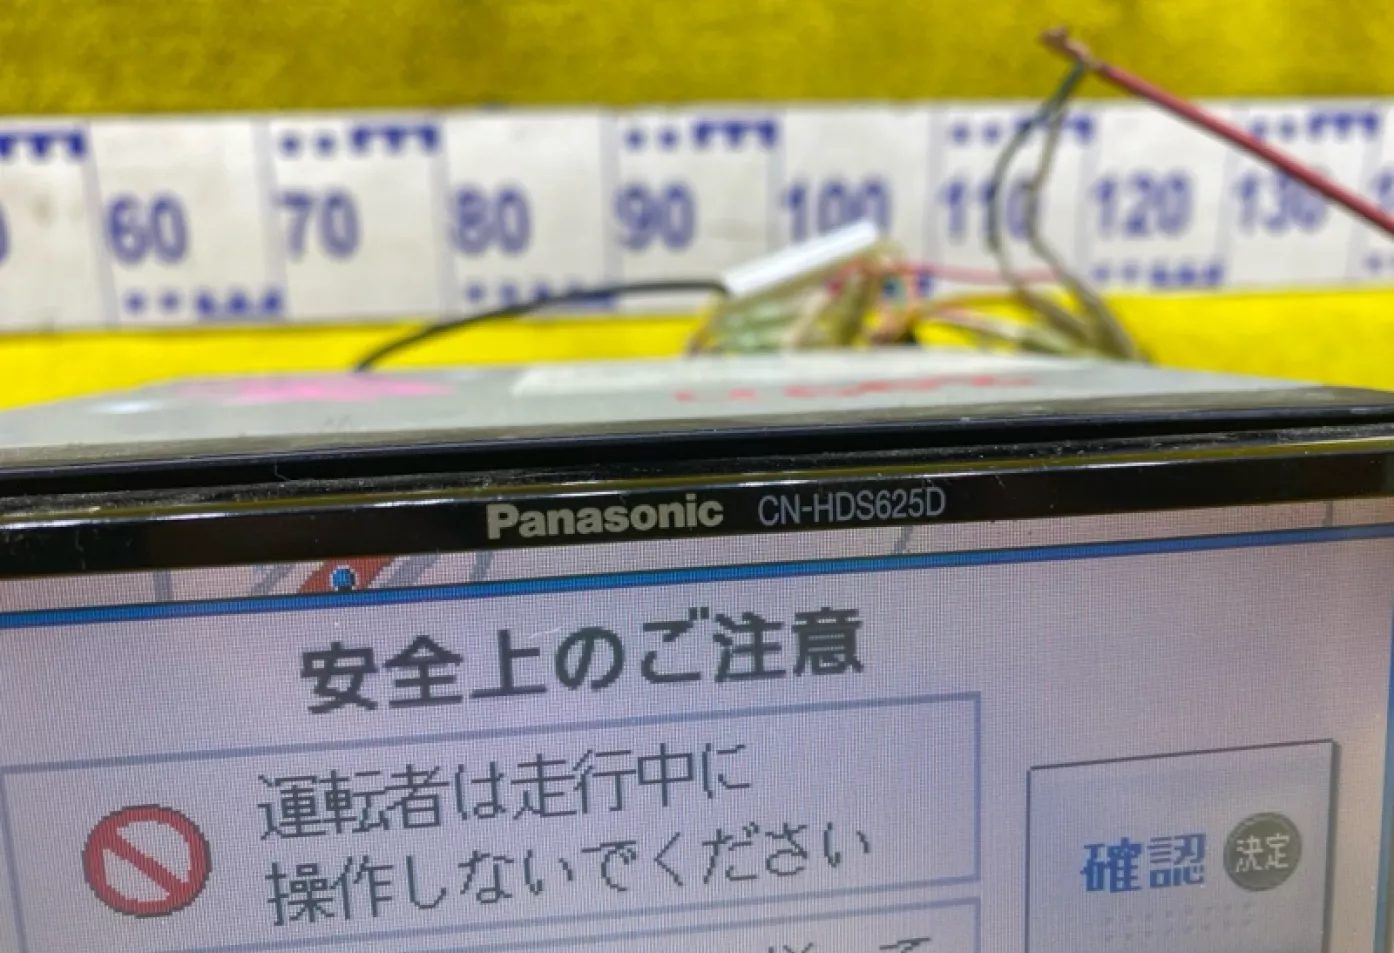 60 70 80 90 100 110 120 130
Panasonic CN-HDS625D
安全上のご注意
運転者は走行中に
操作しないでください
確認 決定